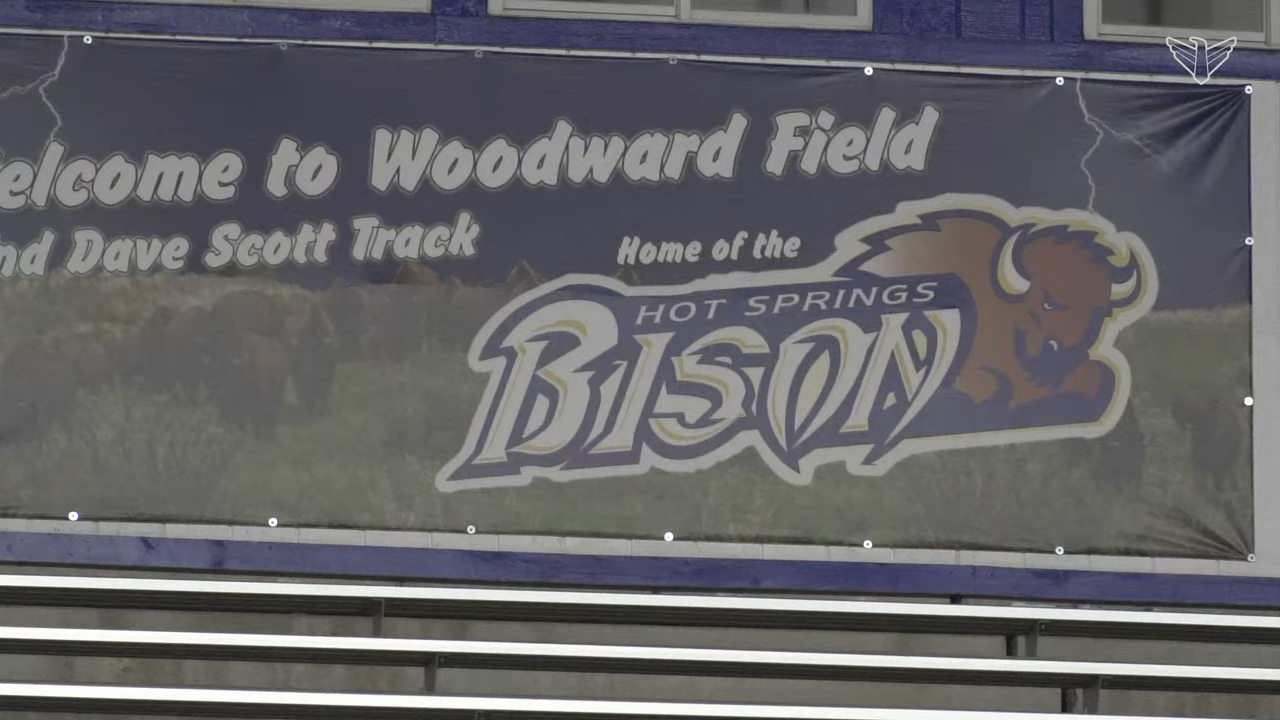 elcome to Woodward Field
nd Dave Scott Track
Home of the
HOT SPRINGS
BISON